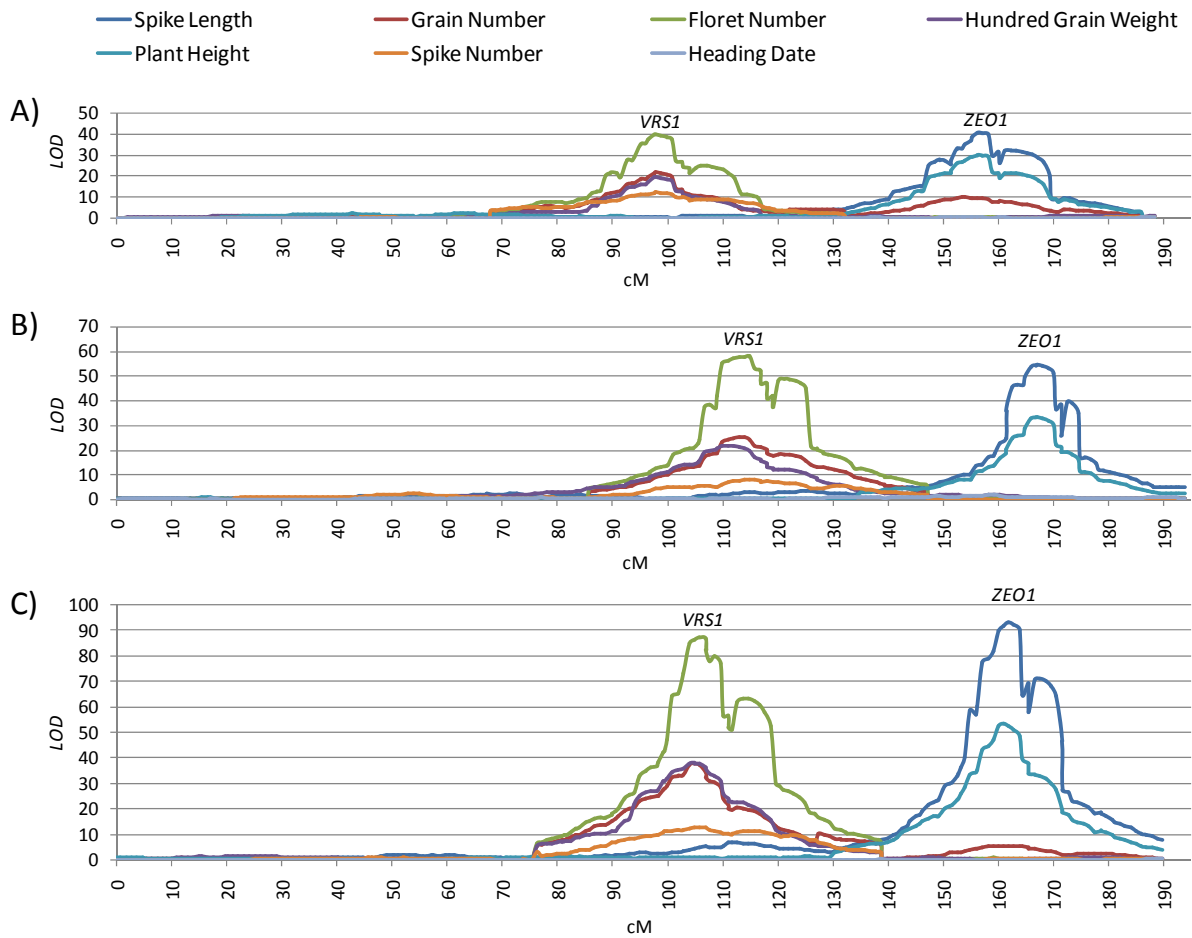 Spike Length Grain Number Floret Number Hundred Grain Weight
Plant Height Spike Number Heading Date
A)
LOD
50
40
30
20
10
0
VRS1
ZEO1
0 10 20 30 40 50 60 70 80 90 100 110 120 130 140 150 160 170 180 190
cM
B)
LOD
70
60
50
40
30
20
10
0
VRS1
ZEO1
0 10 20 30 40 50 60 70 80 90 100 110 120 130 140 150 160 170 180 190
cM
C)
LOD
100
90
80
70
60
50
40
30
20
10
0
VRS1
ZEO1
0 10 20 30 40 50 60 70 80 90 100 110 120 130 140 150 160 170 180 190
cM